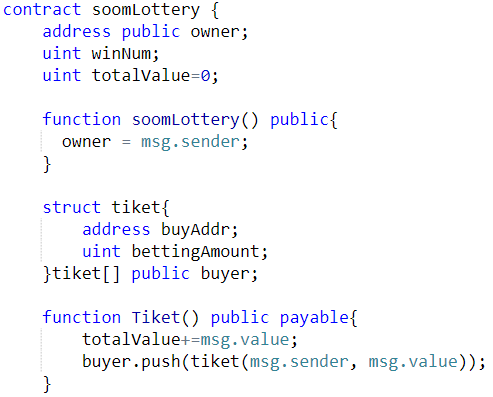 contract soomLottery {
    address public owner;
    uint winNum;
    uint totalValue=0;

    function soomLottery() public{
      owner = msg.sender;
    }

    struct tiket{
        address buyAddr;
        uint bettingAmount;
    }tiket[] public buyer;

    function Tiket() public payable{
        totalValue+=msg.value;
        buyer.push(tiket(msg.sender, msg.value));
    }